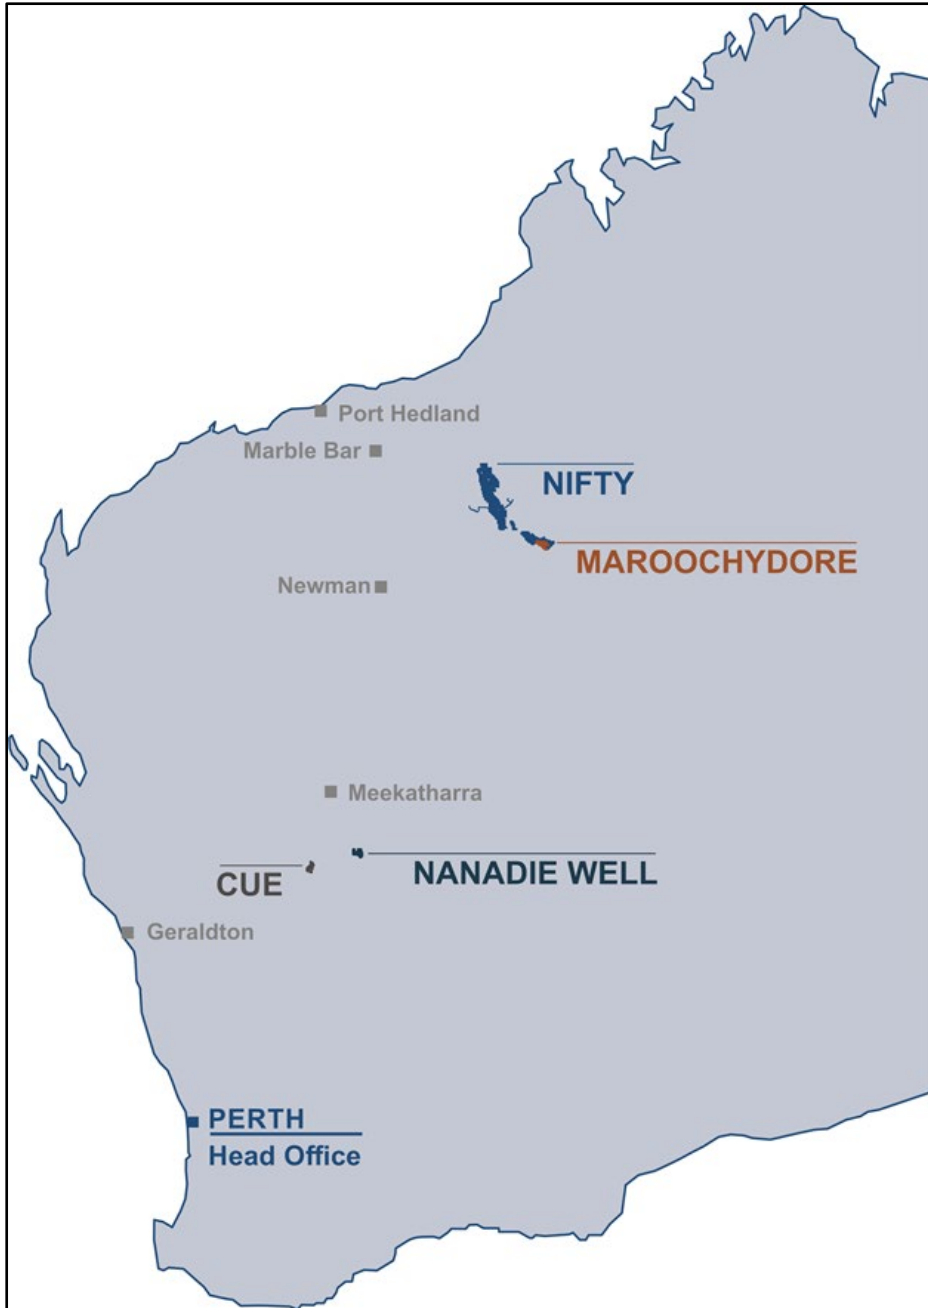 Port Hedland
Marble Bar
NIFTY
MAROOCHYDORE
Newman
Meekatharra
CUE
NANADIE WELL
Geraldton
PERTH
Head Office